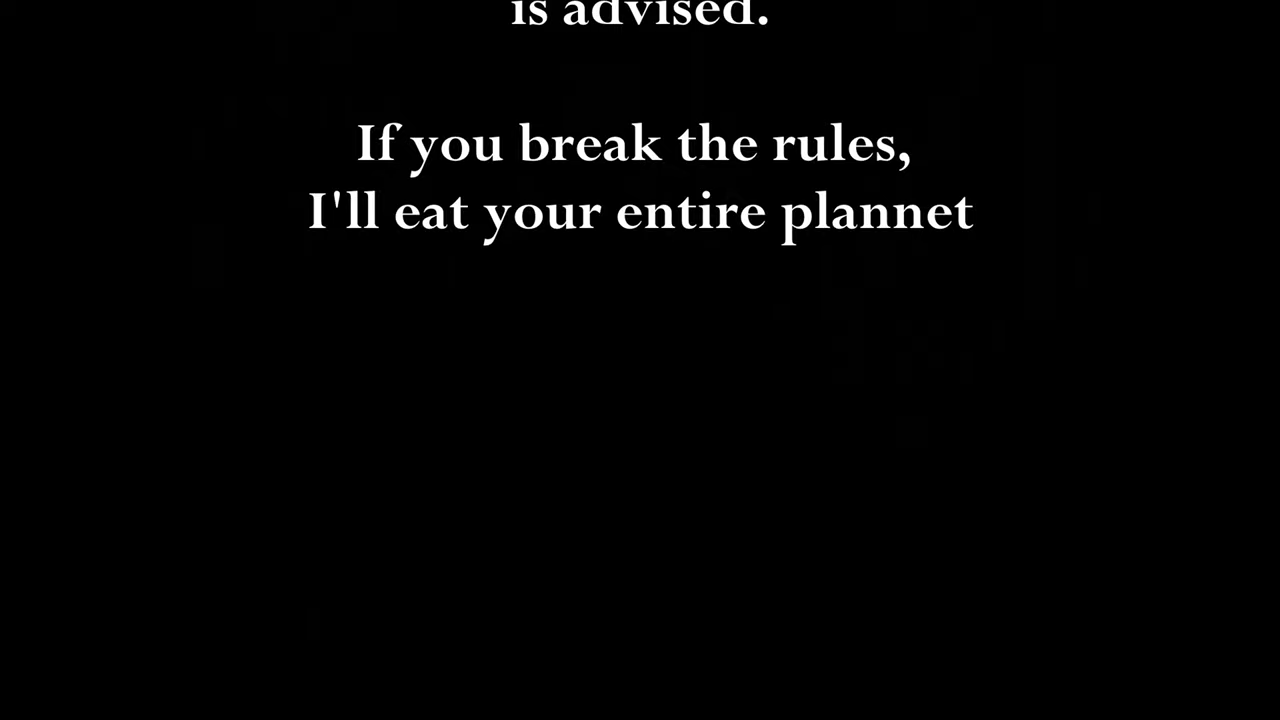 is advised.
If you break the rules,
I'll eat your entire plannet